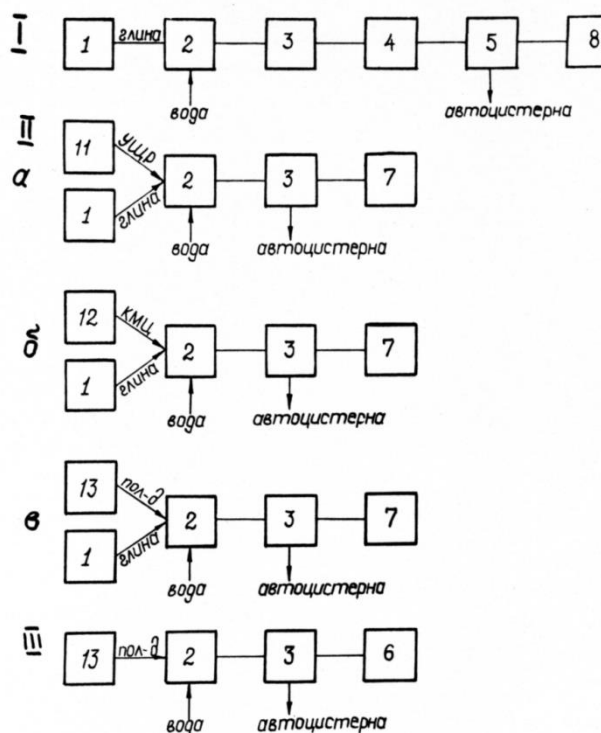 I 1 глина 2 3 4 5 8
вода автоцистерна
II
а 11 УЩР 2 3 7
1 глина
вода автоцистерна
б 12 КМЦ 2 3 7
1 глина
вода автоцистерна
в 13 пол-д 2 3 7
1 глина
вода автоцистерна
III 13 пол-д 2 3 6
вода автоцистерна